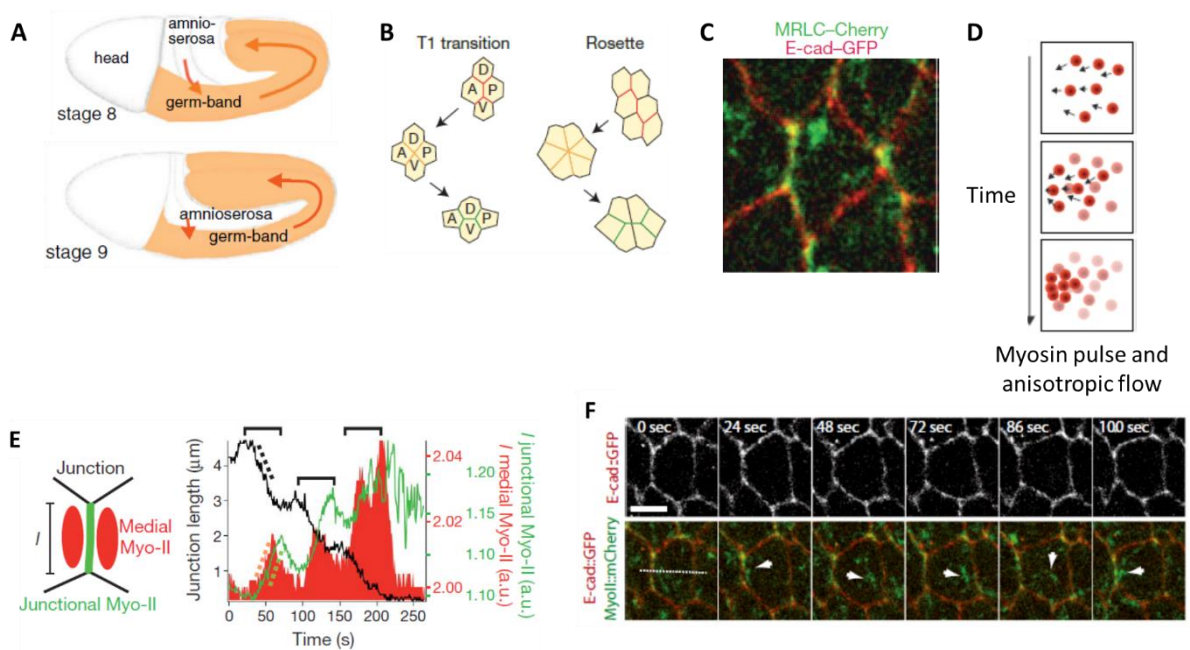 A
head
amnio-
serosa
germ-band
stage 8
amnioserosa
germ-band
stage 9
B
T1 transition
Rosette
D
A P
V
D
A P
V
D
A P
V
C
MRLC–Cherry
E-cad–GFP
D
Time
Myosin pulse and
anisotropic flow
E
Junction
l
Medial
Myo-II
Junctional Myo-II
Junction length (μm)
4
3
2
1
0 50 100 150 200 250
Time (s)
2.04
2.02
2.00
I medial Myo-II (a.u.)
1.20
1.15
1.10
1.10
I junctional Myo-II (a.u.)
F
E-cad::GFP
0 sec
24 sec
48 sec
72 sec
86 sec
100 sec
E-cad::GFP
MyoII::mCherry